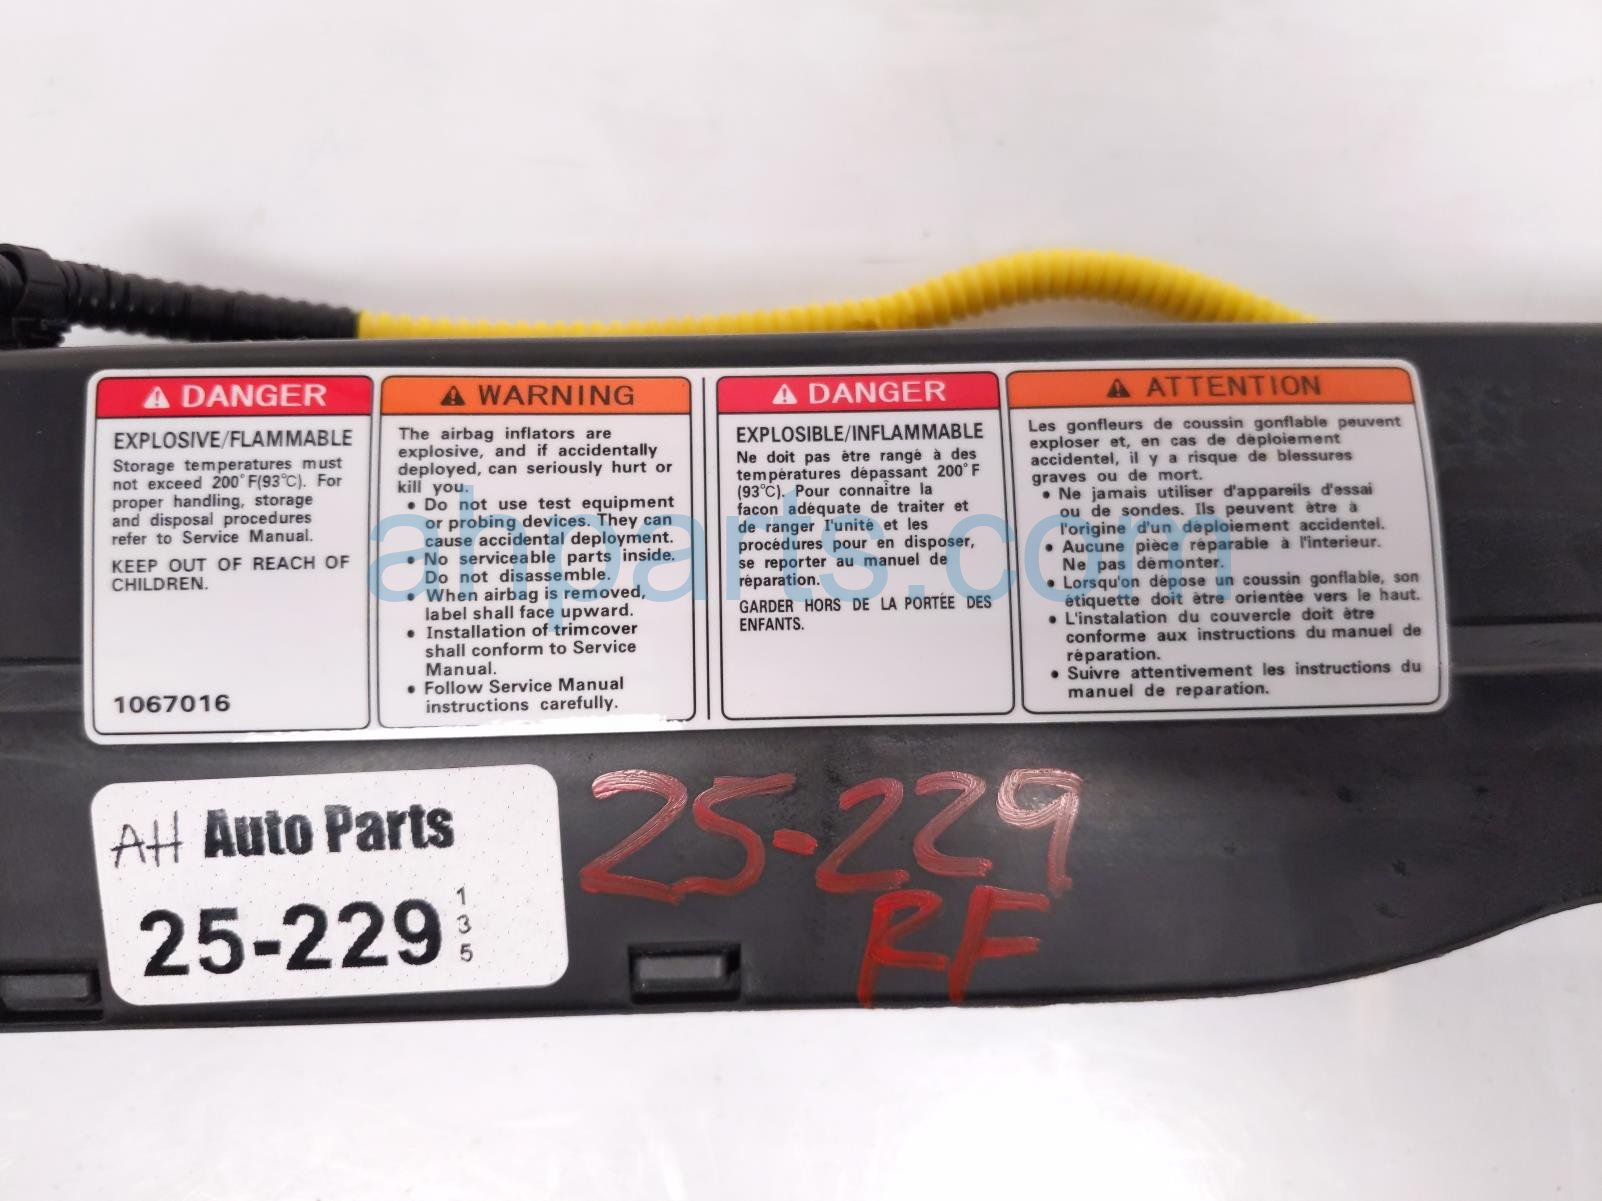 DANGER
EXPLOSIVE/FLAMMABLE
Storage temperatures must
not exceed 200°F(93°C). For
proper handling, storage
and disposal procedures
refer to Service Manual.
KEEP OUT OF REACH OF
CHILDREN.
1067016
WARNING
The airbag inflators are
explosive, and if accidentally
deployed, can seriously hurt or
kill you.
• Do not use test equipment
or probing devices. They can
cause accidental deployment.
• No serviceable parts inside.
Do not disassemble.
• When airbag is removed,
label shall face upward.
• Installation of trimcover
shall conform to Service
Manual.
• Follow Service Manual
instructions carefully.
DANGER
EXPLOSIBLE/INFLAMMABLE
Ne doit pas être rangé à des
températures dépassant 200°F
(93°C). Pour connaître la
facon adéquate de traiter et
de ranger I'unité et les
procédures pour en disposer,
se reporter au manuel de
réparation.
GARDER HORS DE LA PORTÉE DES
ENFANTS.
ATTENTION
Les gonfleurs de coussin gonflable peuvent
exploser et, en cas de déploiement
accidentel, il y a risque de blessures
graves ou de mort.
• Ne jamais utiliser d'appareils d'essai
ou de sondes. Ils peuvent être à
l'origine d'un déploiement accidentel.
• Aucune pièce réparable à l'interieur.
Ne pas démonter.
• Lorsqu'on dépose un coussin gonflable, son
étiquette doit être orientée vers le haut.
• L'instalation du couvercle doit être
conforme aux instructions du manuel de
réparation.
• Suivre attentivement les instructions du
manuel de reparation.
ahparts.com
AH Auto Parts
25-229
1
3
5
25-229
RF